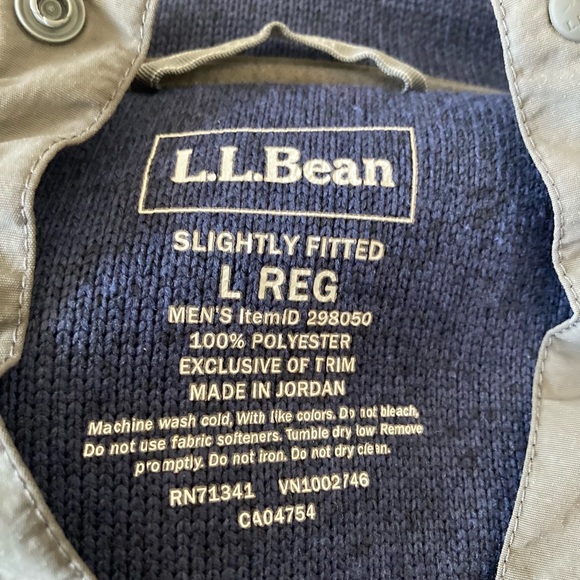 L.L.Bean
SLIGHTLY FITTED
L REG
MEN'S ItemID 298050
100% POLYESTER
EXCLUSIVE OF TRIM
MADE IN JORDAN
Machine wash cold, With like colors. Do not bleach,
Do not use fabric softeners. Tumble dry low Remove
promptly. Do not iron. Do not dry clean.
RN71341 VN1002746
CA04754